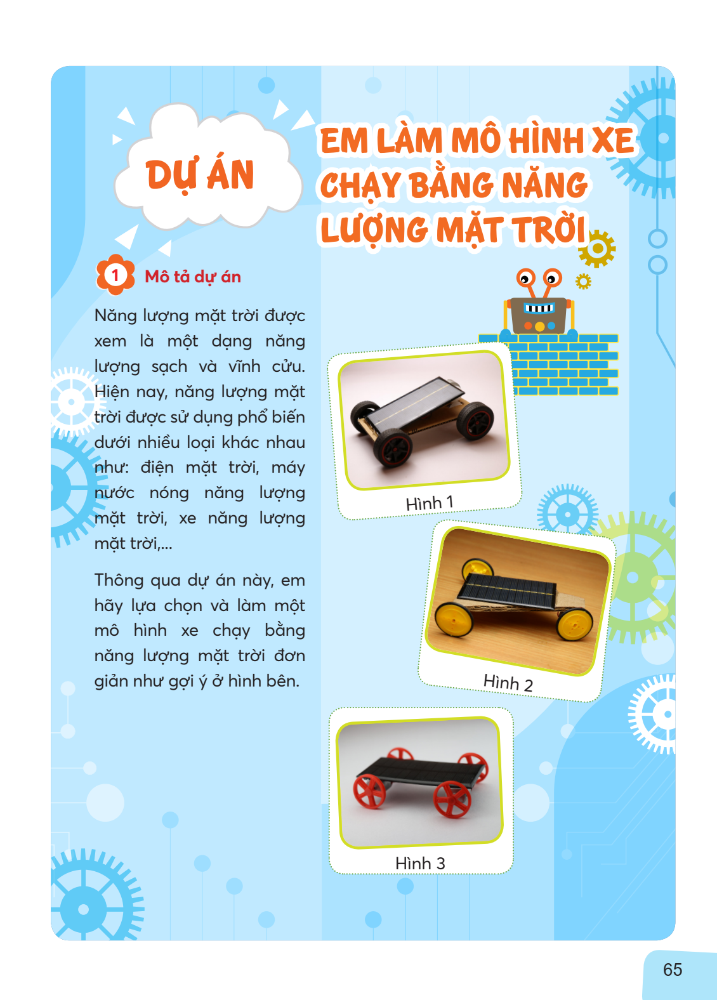 DỰ ÁN
EM LÀM MÔ HÌNH XE
CHẠY BẰNG NĂNG
LƯỢNG MẶT TRỜI
1 Mô tả dự án
Năng lượng mặt trời được
xem là một dạng năng
lượng sạch và vĩnh cửu.
Hiện nay, năng lượng mặt
trời được sử dụng phổ biến
dưới nhiều loại khác nhau
như: điện mặt trời, máy
nước nóng năng lượng
mặt trời, xe năng lượng
mặt trời,...
Thông qua dự án này, em
hãy lựa chọn và làm một
mô hình xe chạy bằng
năng lượng mặt trời đơn
giản như gợi ý ở hình bên.
Hình 1
Hình 2
Hình 3
65